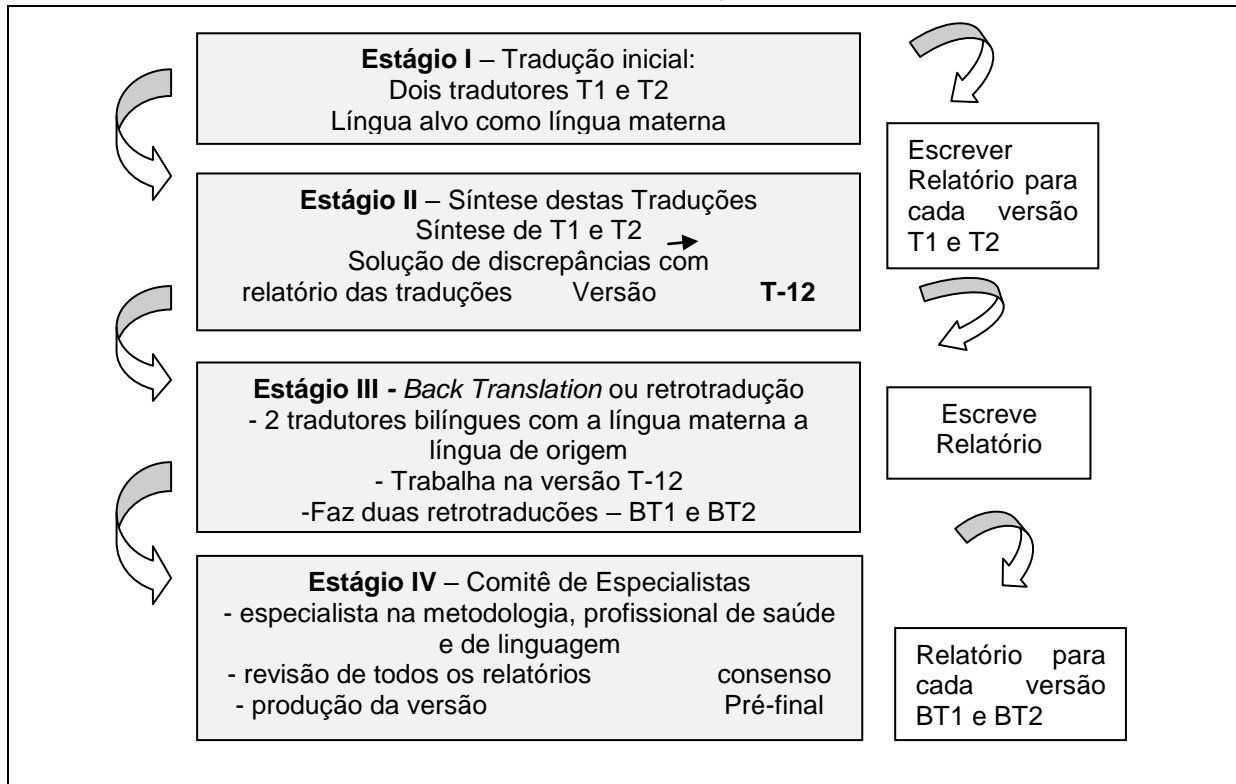 Estágio I – Tradução inicial:
Dois tradutores T1 e T2
Língua alvo como língua materna
Escrever
Relatório para
cada versão
T1 e T2
Estágio II – Síntese destas Traduções
Síntese de T1 e T2
Solução de discrepâncias com
relatório das traduções Versão T-12
Estágio III - Back Translation ou retrotradução
- 2 tradutores bilíngues com a língua materna a
língua de origem
- Trabalha na versão T-12
-Faz duas retrotraducões – BT1 e BT2
Escreve
Relatório
Estágio IV – Comitê de Especialistas
- especialista na metodologia, profissional de saúde
e de linguagem
- revisão de todos os relatórios consenso
- produção da versão Pré-final
Relatório para
cada versão
BT1 e BT2